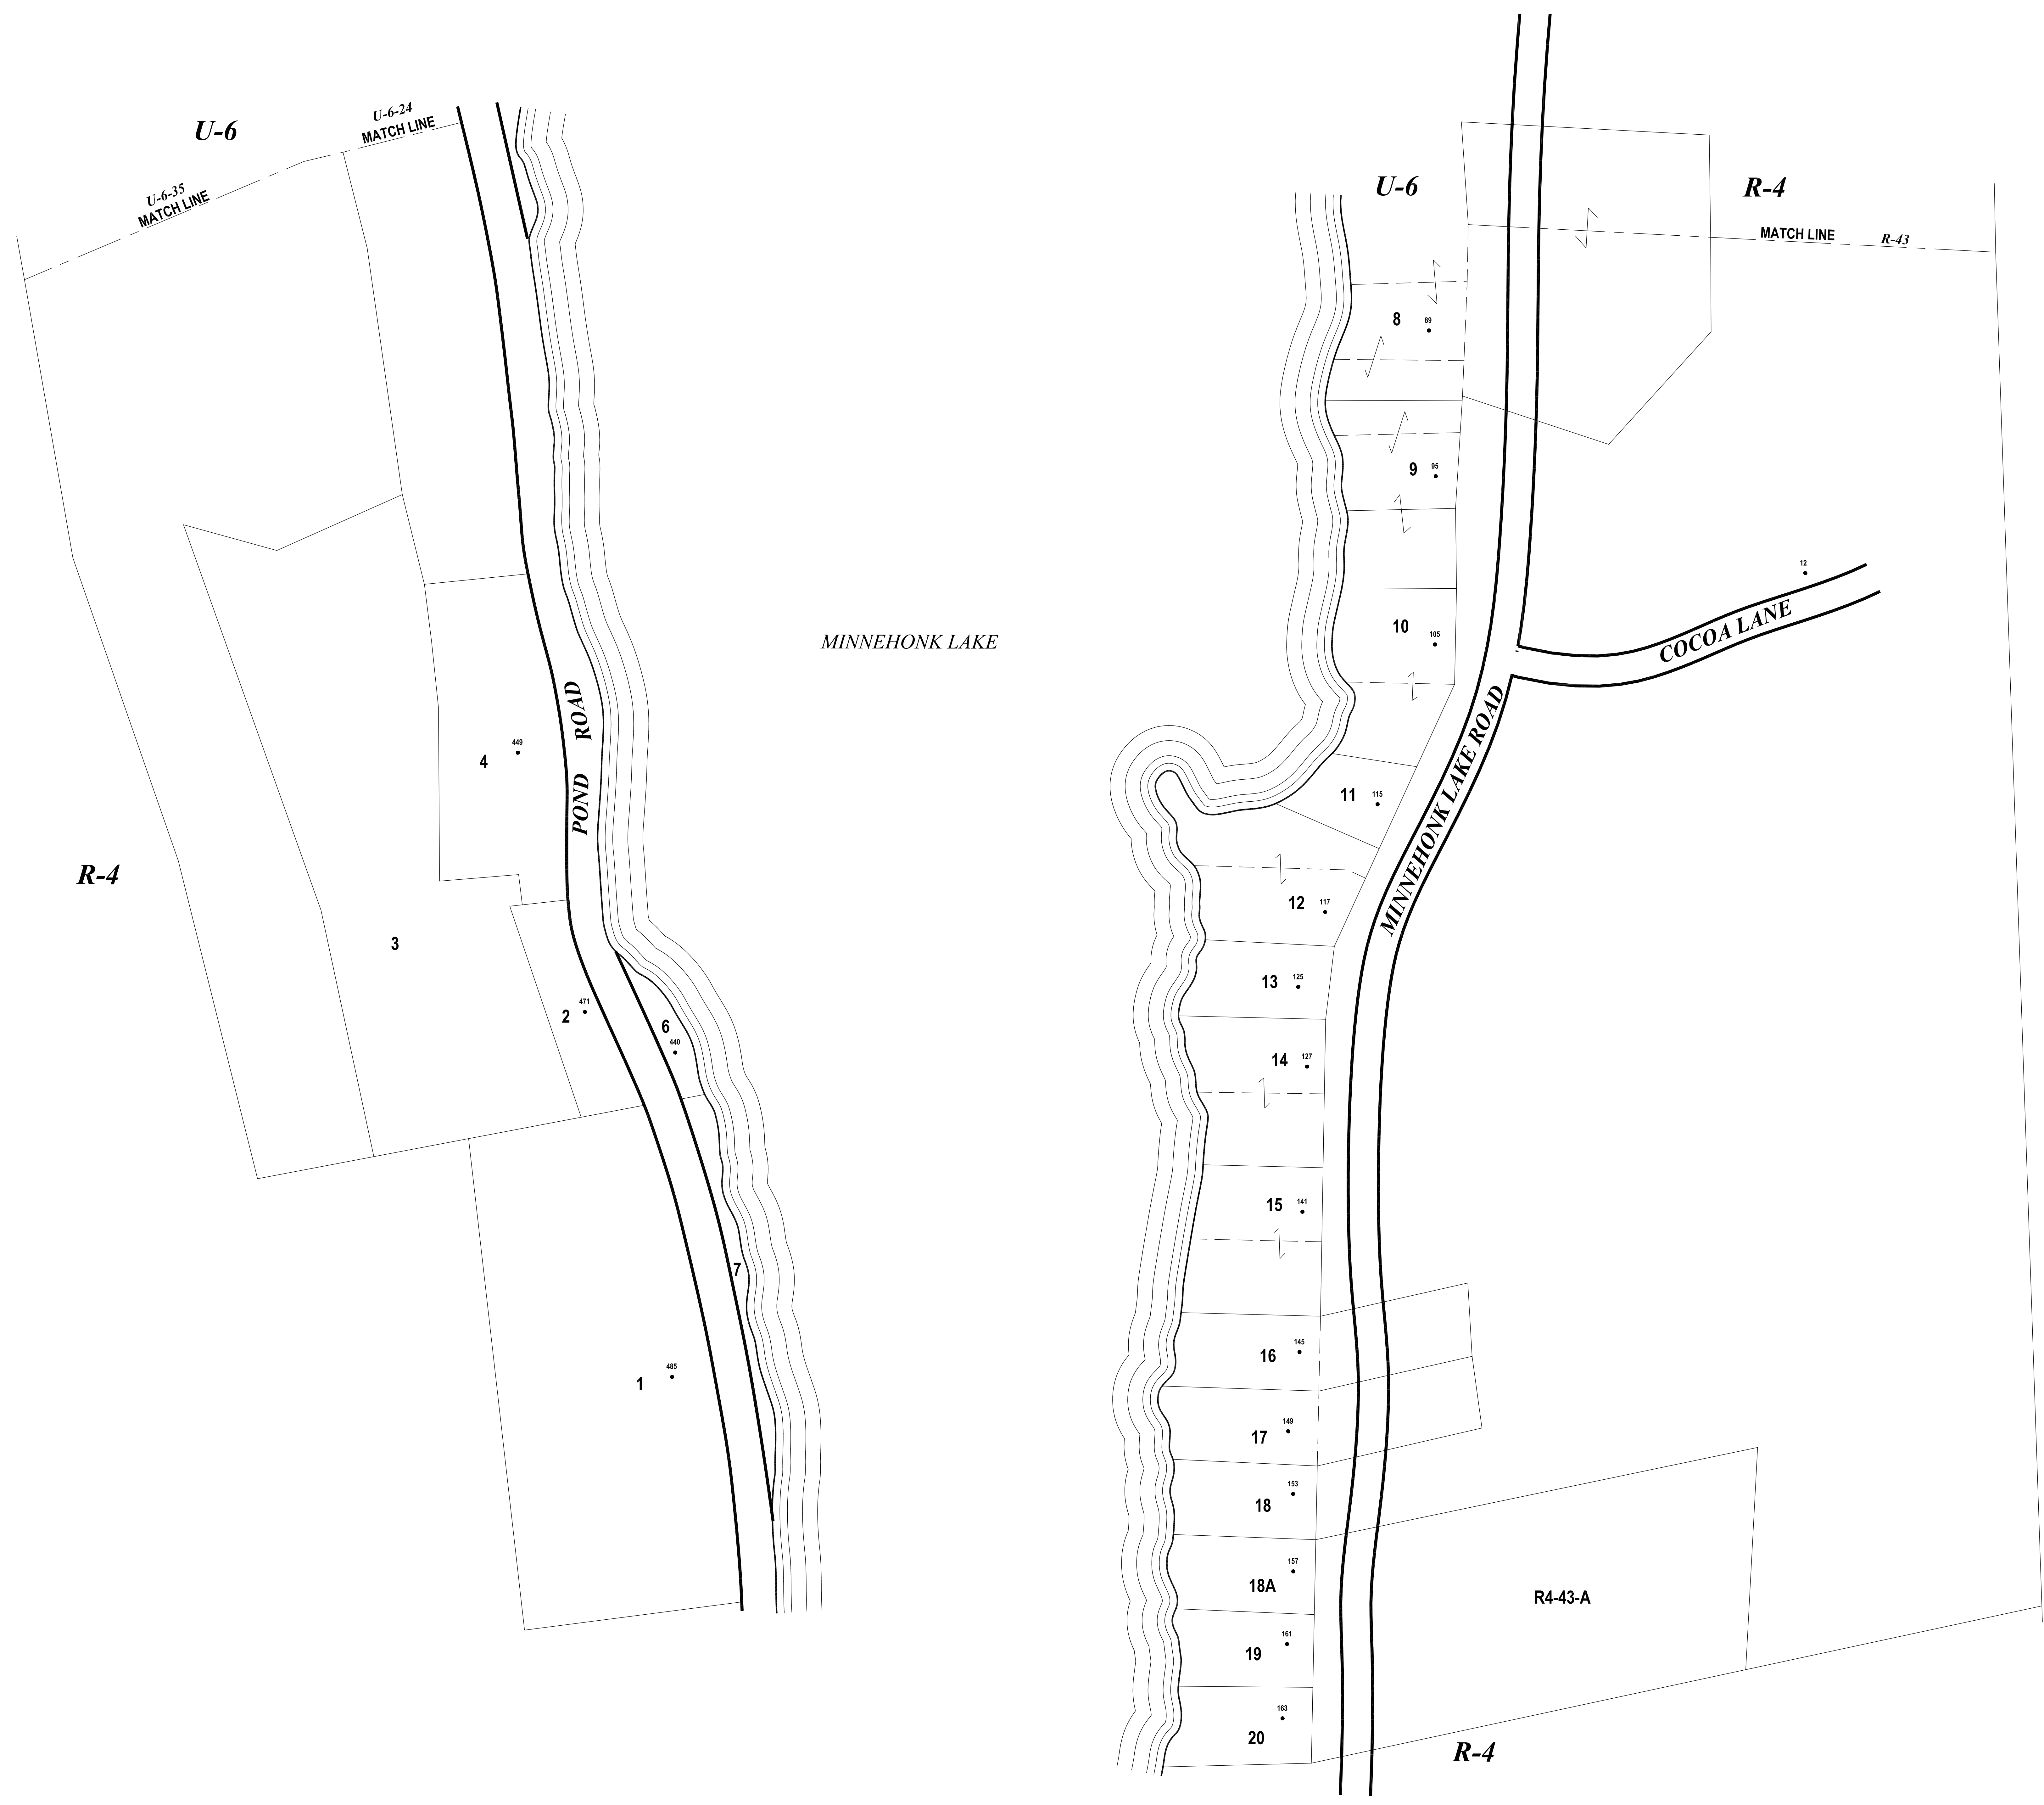 U-6
U-6-24
MATCH LINE
U-6-35
MATCH LINE
R-4
3
4
449
POND ROAD
2
471
6
440
7
1
485
MINNEHONK LAKE
U-6
R-4
MATCH LINE
R-43
8
89
9
95
10
105
12
COCOA LANE
MINNEHONK LAKE ROAD
11
115
12
117
13
125
14
127
15
141
16
145
17
149
18
153
18A
157
R4-43-A
19
161
20
163
R-4